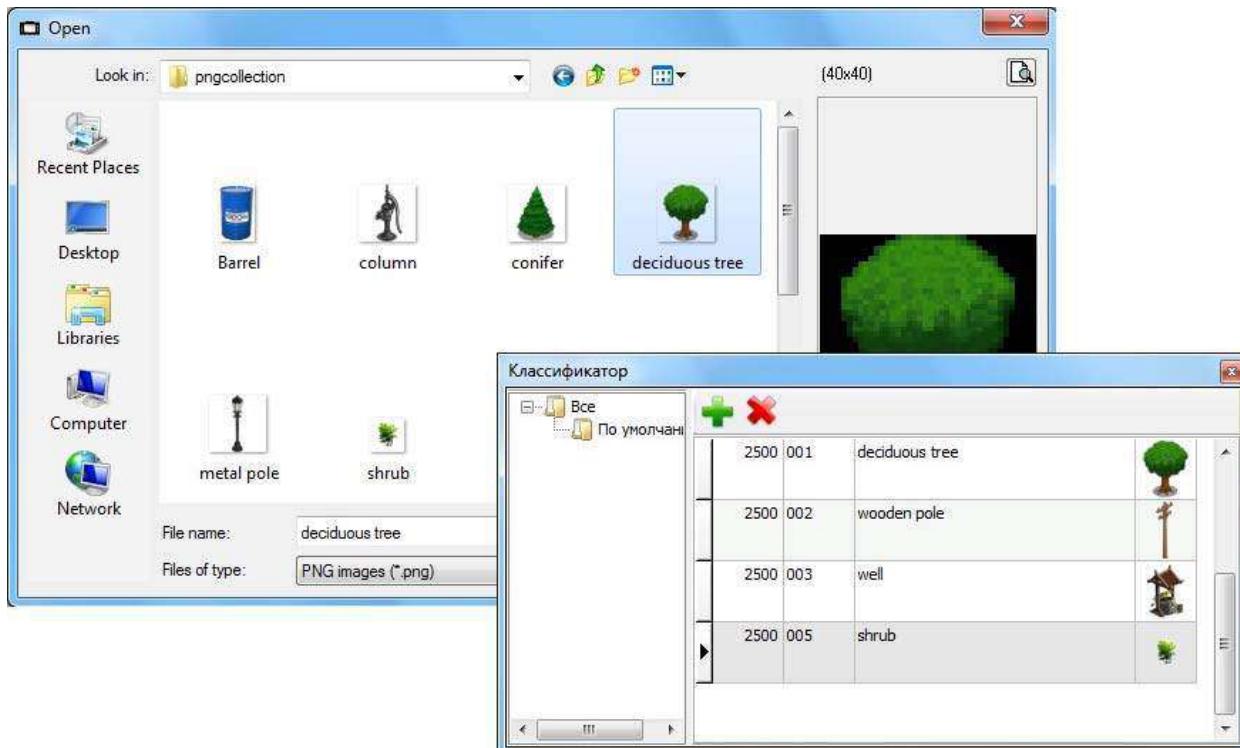 Open
Look in: pngcollection (40x40)
Recent Places
Desktop
Libraries
Computer
Network
Barrel column conifer deciduous tree
metal pole shrub
File name: deciduous tree
Files of type: PNG images (*.png)
Классификатор
Все
По умолчани
2500 001 deciduous tree
2500 002 wooden pole
2500 003 well
2500 005 shrub